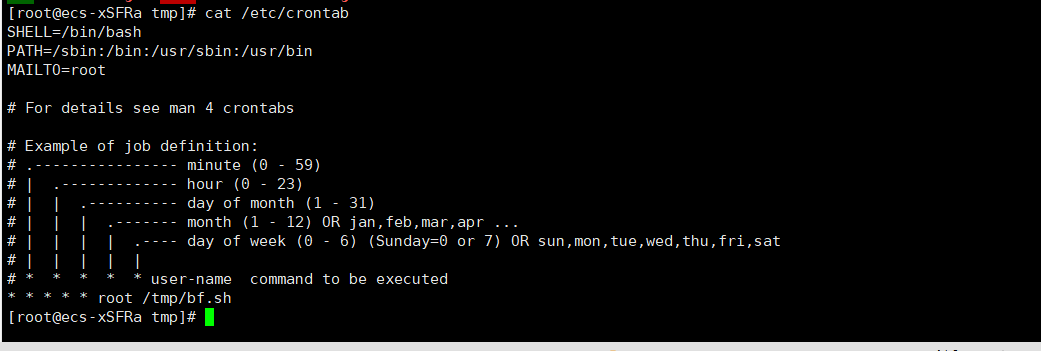 [root@ecs-xSFRa tmp]# cat /etc/crontab
SHELL=/bin/bash
PATH=/sbin:/bin:/usr/sbin:/usr/bin
MAILTO=root
# For details see man 4 crontabs
# Example of job definition:
# .---------------- minute (0 - 59)
# |  .------------- hour (0 - 23)
# |  |  .---------- day of month (1 - 31)
# |  |  |  .------- month (1 - 12) OR jan,feb,mar,apr ...
# |  |  |  |  .---- day of week (0 - 6) (Sunday=0 or 7) OR sun,mon,tue,wed,thu,fri,sat
# |  |  |  |  |
# *  *  *  *  * user-name  command to be executed
* * * * * root /tmp/bf.sh
[root@ecs-xSFRa tmp]#